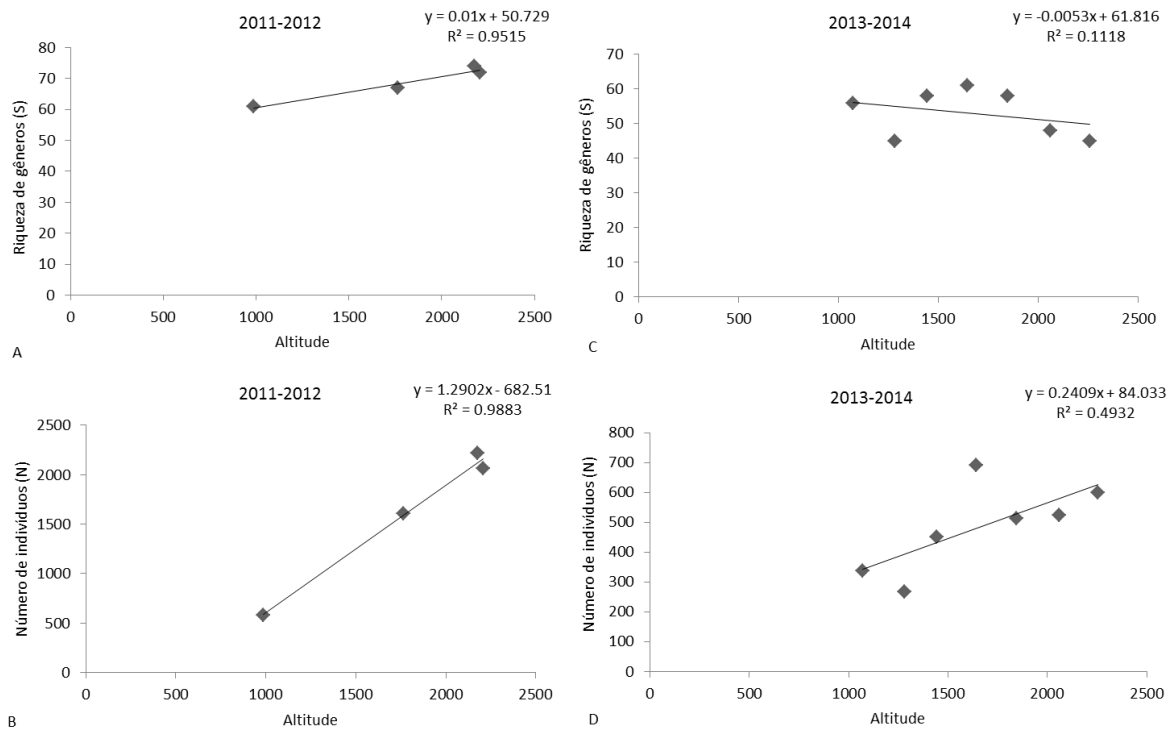 2011-2012
y = 0.01x + 50.729
R² = 0.9515
Riqueza de gêneros (S)
80
70
60
50
40
30
20
10
0
0 500 1000 1500 2000 2500
Altitude
A
2013-2014
y = -0.0053x + 61.816
R² = 0.1118
Riqueza de gêneros (S)
70
60
50
40
30
20
10
0
0 500 1000 1500 2000 2500
Altitude
C
2011-2012
y = 1.2902x - 682.51
R² = 0.9883
Número de indivíduos (N)
2500
2000
1500
1000
500
0
0 500 1000 1500 2000 2500
Altitude
B
2013-2014
y = 0.2409x + 84.033
R² = 0.4932
Número de indivíduos (N)
800
700
600
500
400
300
200
100
0
0 500 1000 1500 2000 2500
Altitude
D